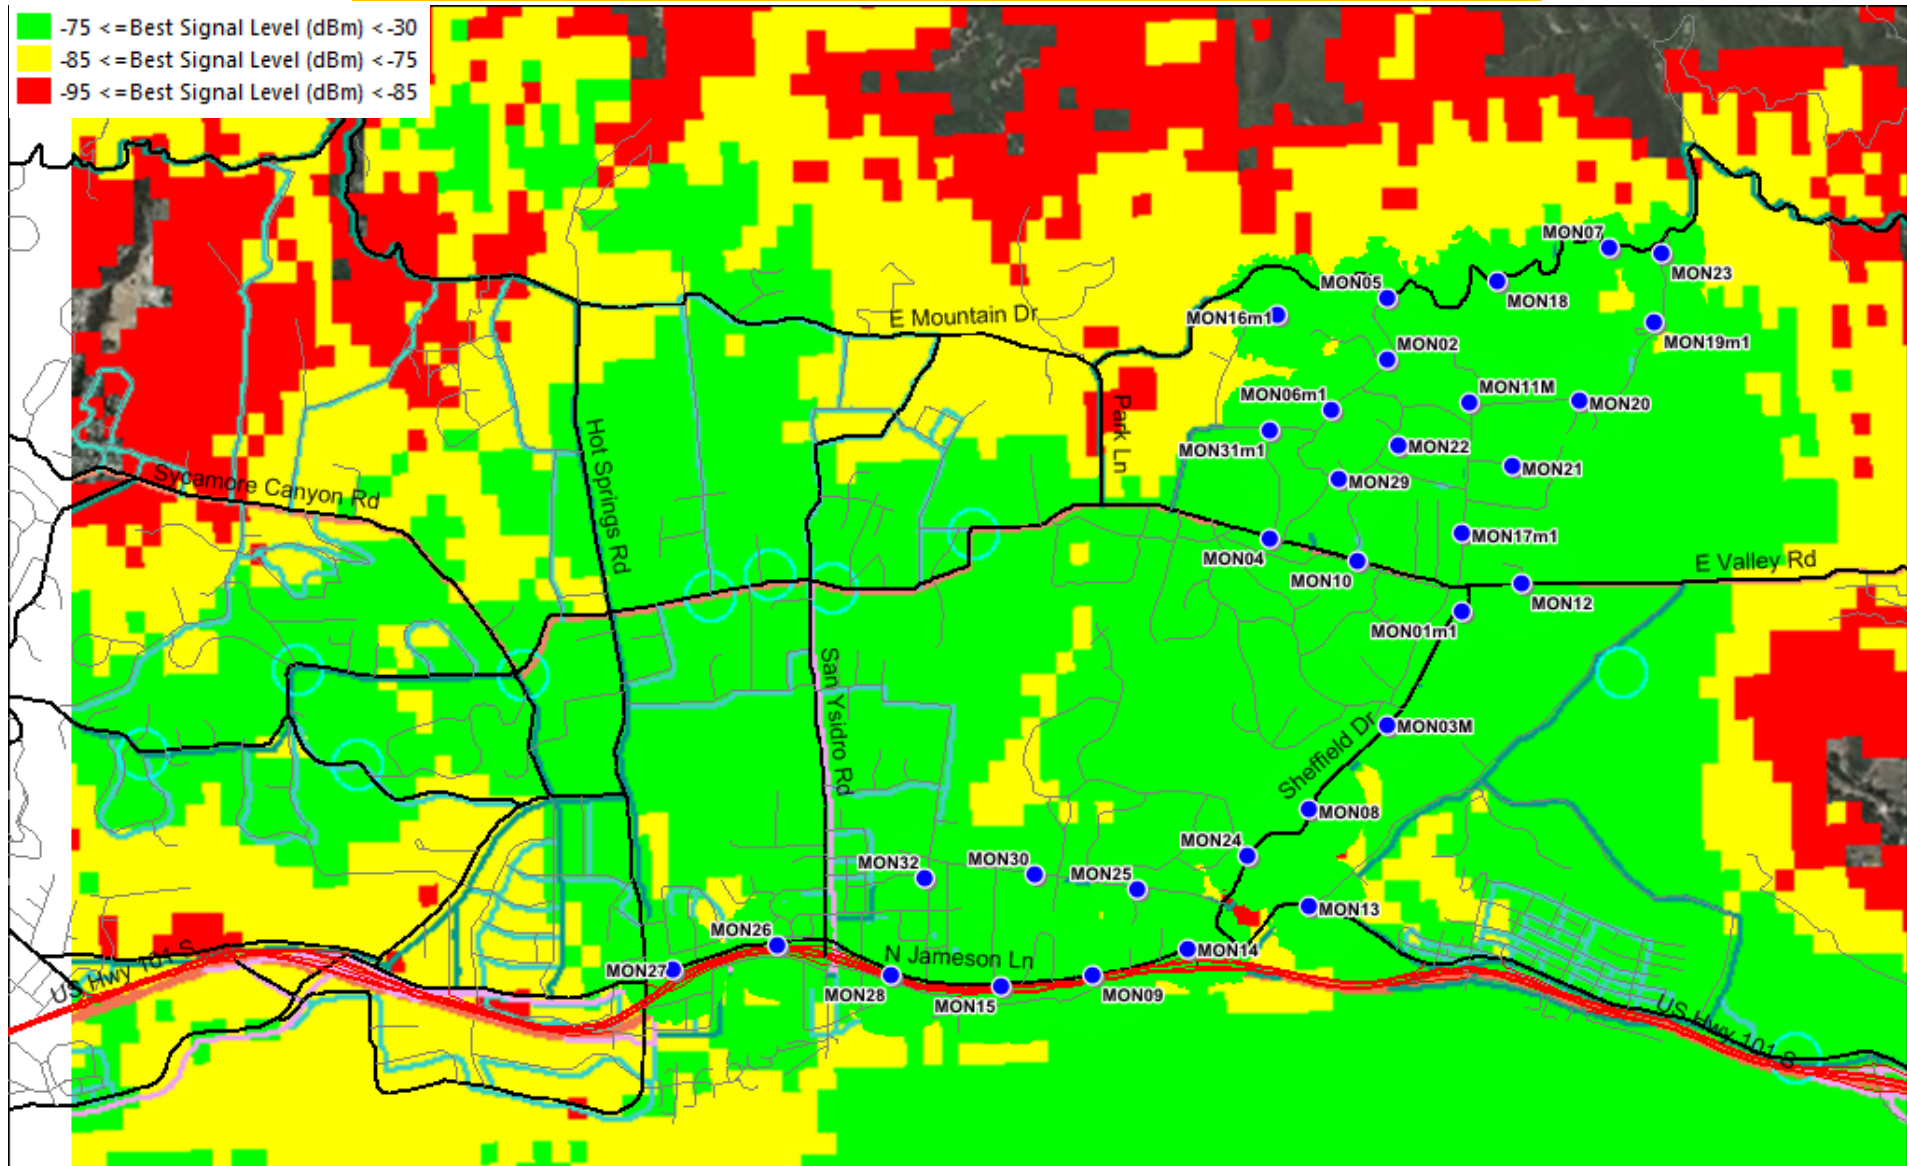 -75 <=Best Signal Level (dBm) <-30
-85 <=Best Signal Level (dBm) <-75
-95 <=Best Signal Level (dBm) <-85
MON07
MON23
MON05
MON18
MON16m1
MON19m1
E Mountain Dr
MON02
MON11M
MON06m1
MON20
Park Ln
Hot Springs Rd
MON31m1
MON22
MON21
Sycamore Canyon Rd
MON29
MON17m1
MON04
MON10
E Valley Rd
MON12
MON01m1
San Ysidro Rd
MON03M
Sheffield Dr
MON08
MON24
MON32
MON30
MON25
MON13
MON26
MON14
US Hwy 101 S
MON27
N Jameson Ln
MON28
MON15
MON09
US Hwy 101 S